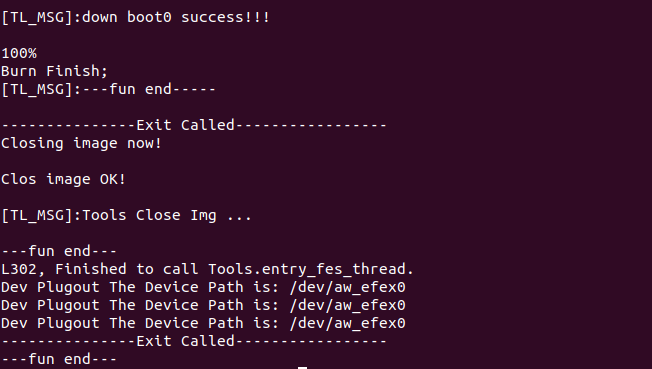 [TL_MSG]:down boot0 success!!!
100%
Burn Finish;
[TL_MSG]:---fun end-----
---------------Exit Called-----------------
Closing image now!
Clos image OK!
[TL_MSG]:Tools Close Img ...
---fun end---
L302, Finished to call Tools.entry_fes_thread.
Dev Plugout The Device Path is: /dev/aw_efex0
Dev Plugout The Device Path is: /dev/aw_efex0
Dev Plugout The Device Path is: /dev/aw_efex0
---------------Exit Called-----------------
---fun end---